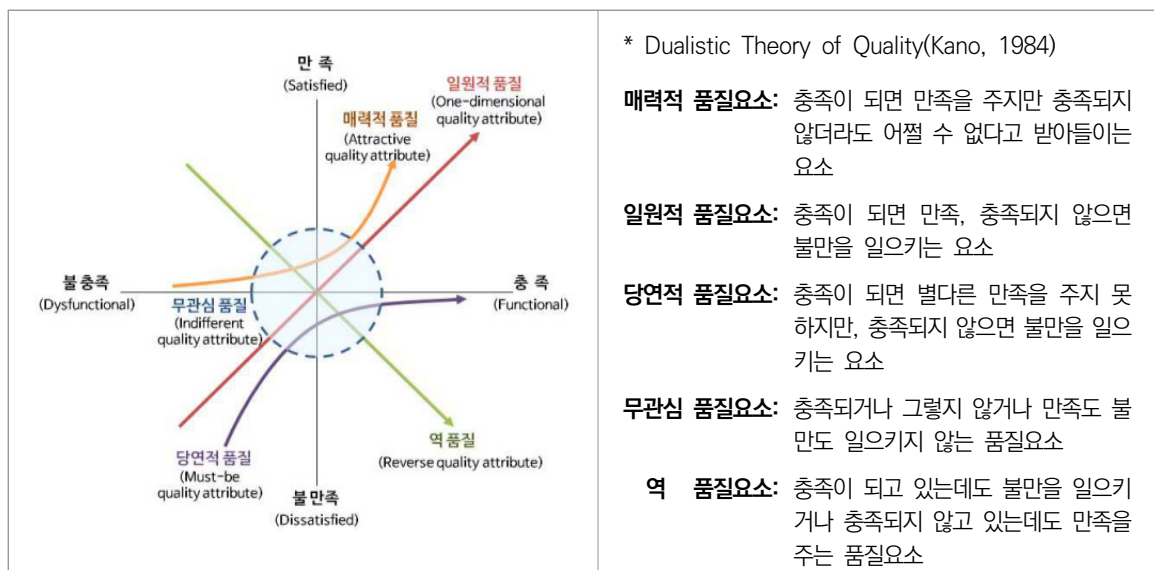 만 족
(Satisfied)
일원적 품질
(One-dimensional
quality attribute)
매력적 품질
(Attractive
quality attribute)
불충족
(Dysfunctional)
충 족
(Functional)
무관심 품질
(Indifferent
quality attribute)
당연적 품질
(Must-be
quality attribute)
역 품질
(Reverse quality attribute)
불만족
(Dissatisfied)
* Dualistic Theory of Quality(Kano, 1984)
매력적 품질요소: 충족이 되면 만족을 주지만 충족되지
않더라도 어쩔 수 없다고 받아들이는
요소
일원적 품질요소: 충족이 되면 만족, 충족되지 않으면
불만을 일으키는 요소
당연적 품질요소: 충족이 되면 별다른 만족을 주지 못
하지만, 충족되지 않으면 불만을 일으
키는 요소
무관심 품질요소: 충족되거나 그렇지 않거나 만족도 불
만도 일으키지 않는 품질요소
역 품질요소: 충족이 되고 있는데도 불만을 일으키
거나 충족되지 않고 있는데도 만족을
주는 품질요소